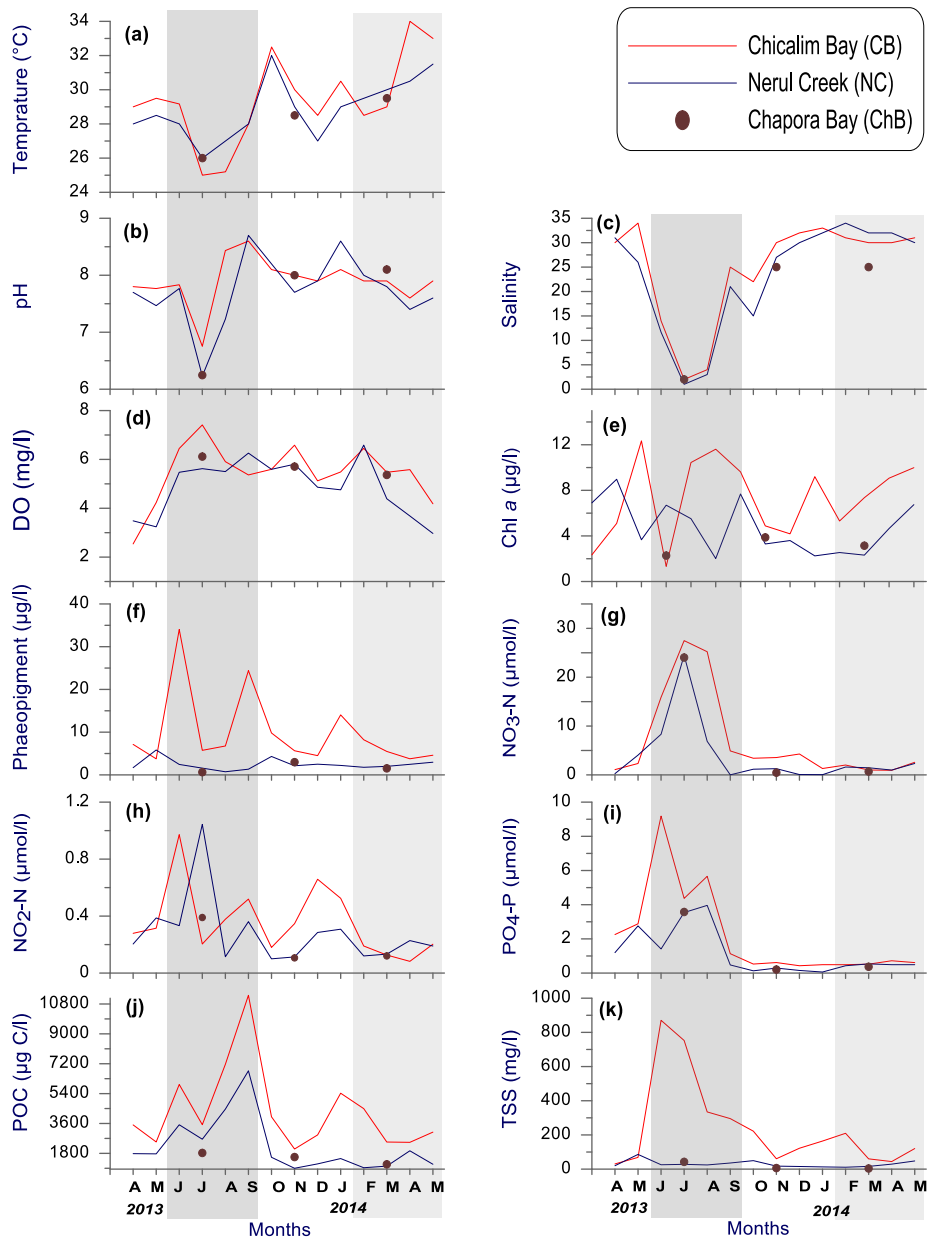 Chicalim Bay (CB)
Nerul Creek (NC)
Chapora Bay (ChB)
(a)
Temprature (°C)
34
32
30
28
26
24
(b)
pH
9
8
7
6
(c)
Salinity
35
30
25
20
15
10
5
0
(d)
DO (mg/l)
8
6
4
2
(e)
Chl a (µg/l)
12
8
4
0
(f)
Phaeopigment (µg/l)
40
30
20
10
0
(g)
NO3-N (µmol/l)
30
20
10
0
(h)
NO2-N (µmol/l)
1.2
0.8
0.4
0
(i)
PO4-P (µmol/l)
10
8
6
4
2
0
(j)
POC (µg C/l)
10800
9000
7200
5400
3600
1800
A M J J A S O N D J F M A M
2013 2014
Months
(k)
TSS (mg/l)
1000
800
600
400
200
0
A M J J A S O N D J F M A M
2013 2014
Months